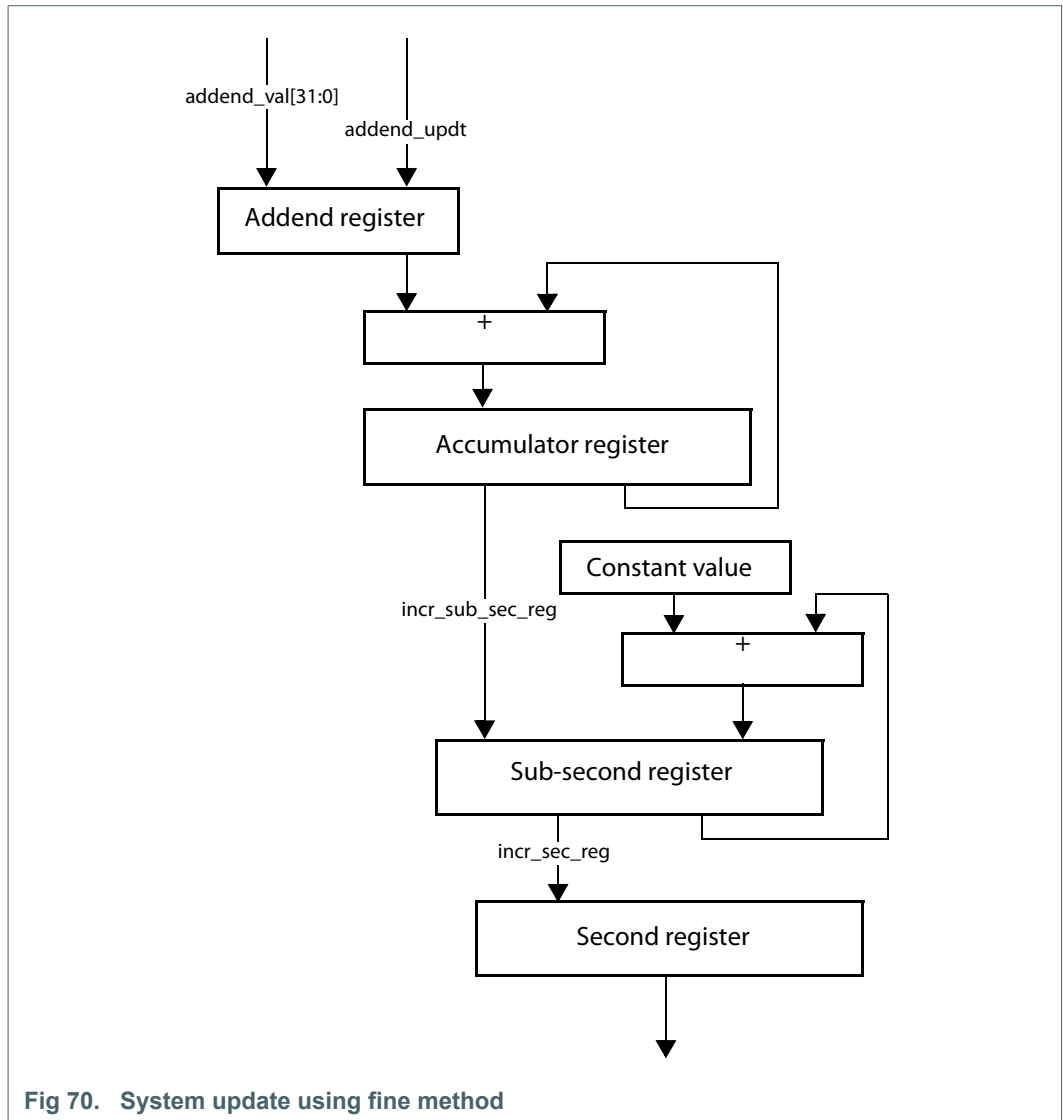 addend_val[31:0]
addend_updt
Addend register
+
Accumulator register
Constant value
incr_sub_sec_reg
+
Sub-second register
incr_sec_reg
Second register
Fig 70. System update using fine method